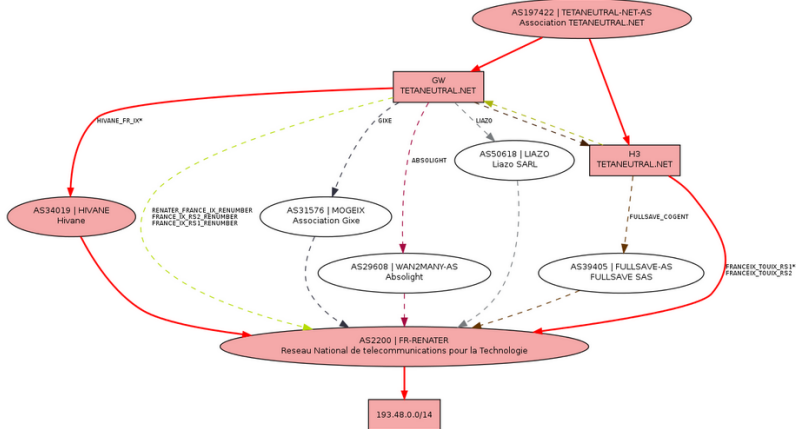 AS197422 | TETANEUTRAL-NET-AS
Association TETANEUTRAL.NET
GW
TETANEUTRAL.NET
HIVANE_FR_IX*
GIXE
LIAZO
ABSOLIGHT
AS50618 | LIAZO
Liazo SARL
H3
TETANEUTRAL.NET
AS34019 | HIVANE
Hivane
RENATER_FRANCE_IX_RENUMBER
FRANCE_IX_RS2_RENUMBER
FRANCE_IX_RS1_RENUMBER
AS31576 | MOGEIX
Association Gixe
FULLSAVE_COGENT
AS29608 | WAN2MANY-AS
Absolight
AS39405 | FULLSAVE-AS
FULLSAVE SAS
FRANCEIX_TOUIX_RS1*
FRANCEIX_TOUIX_RS2
AS2200 | FR-RENATER
Reseau National de telecommunications pour la Technologie
193.48.0.0/14